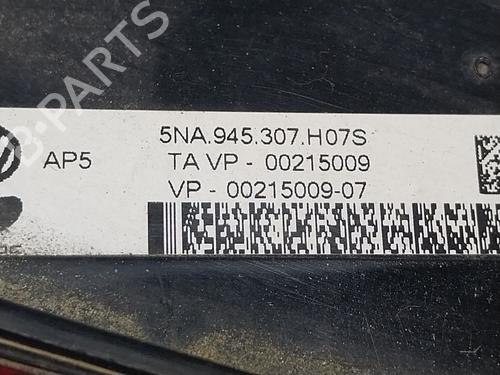 5NA.945.307.H07S
AP5
TA VP - 00215009
VP - 00215009-07
B-PARTS